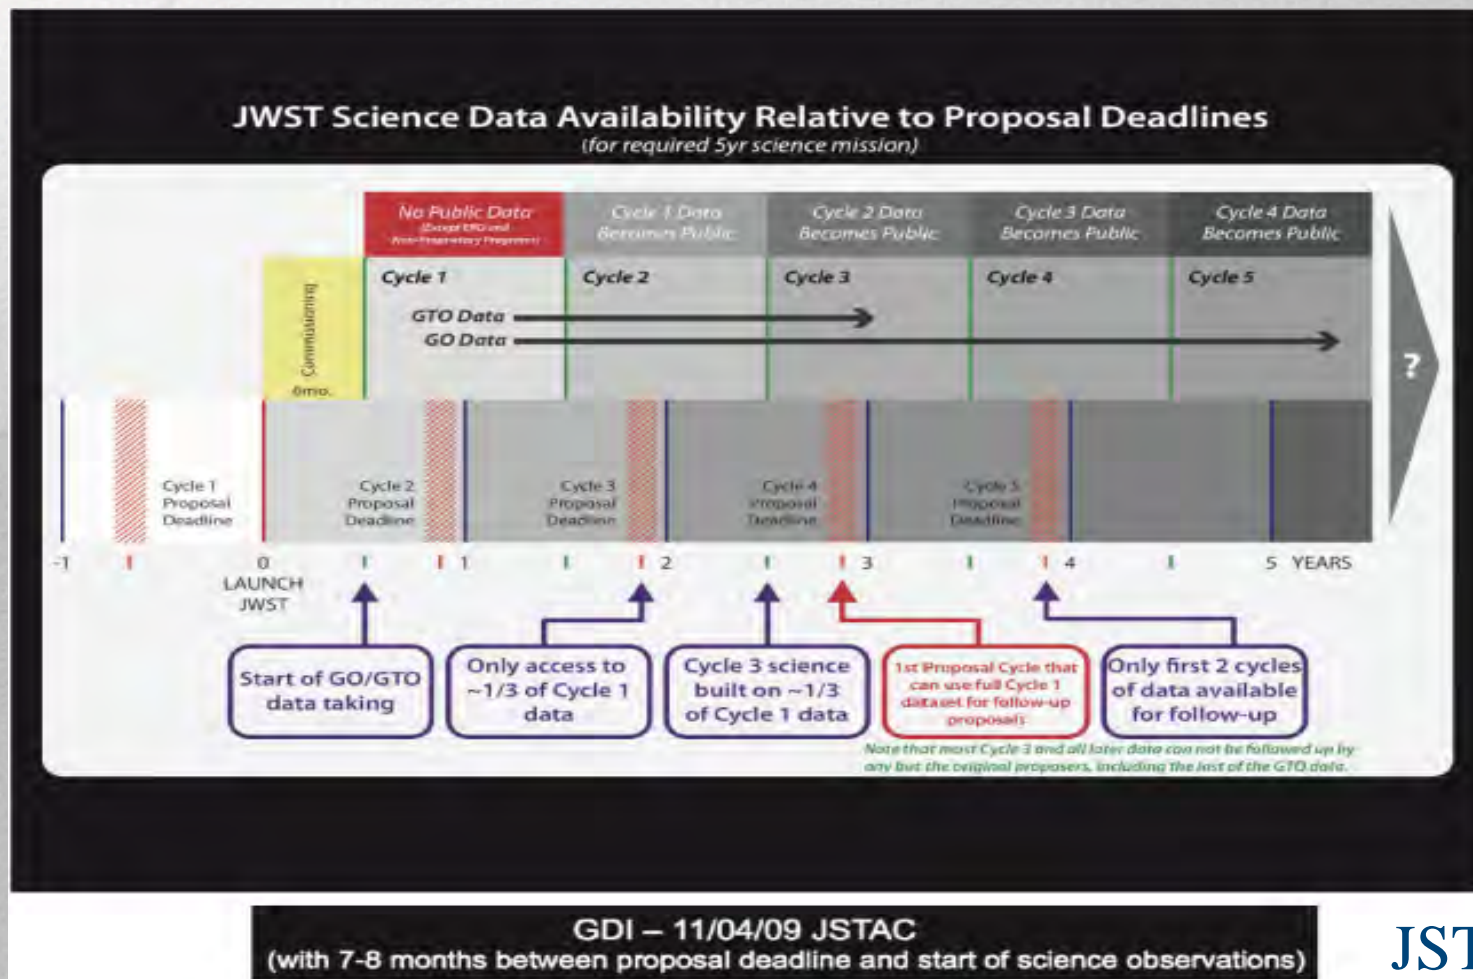 JWST Science Data Availability Relative to Proposal Deadlines
(for required 5yr science mission)
No Public Data
(Except ERO and
Non-Proprietary Programs)
Cycle 1 Data
Becomes Public
Cycle 2 Data
Becomes Public
Cycle 3 Data
Becomes Public
Cycle 4 Data
Becomes Public
Commissioning
6mo.
Cycle 1
Cycle 2
Cycle 3
Cycle 4
Cycle 5
GTO Data
GO Data
?
Cycle 1
Proposal
Deadline
Cycle 2
Proposal
Deadline
Cycle 3
Proposal
Deadline
Cycle 4
Proposal
Deadline
Cycle 5
Proposal
Deadline
-1 0 1 2 3 4 5 YEARS
LAUNCH
JWST
Start of GO/GTO
data taking
Only access to
~1/3 of Cycle 1
data
Cycle 3 science
built on ~1/3
of Cycle 1 data
1st Proposal Cycle that
can use full Cycle 1
dataset for follow-up
proposals
Only first 2 cycles
of data available
for follow-up
Note that most Cycle 3 and all later data can not be followed up by
any but the original proposers, including the last of the GTO data.
GDI – 11/04/09 JSTAC
(with 7-8 months between proposal deadline and start of science observations)
JST